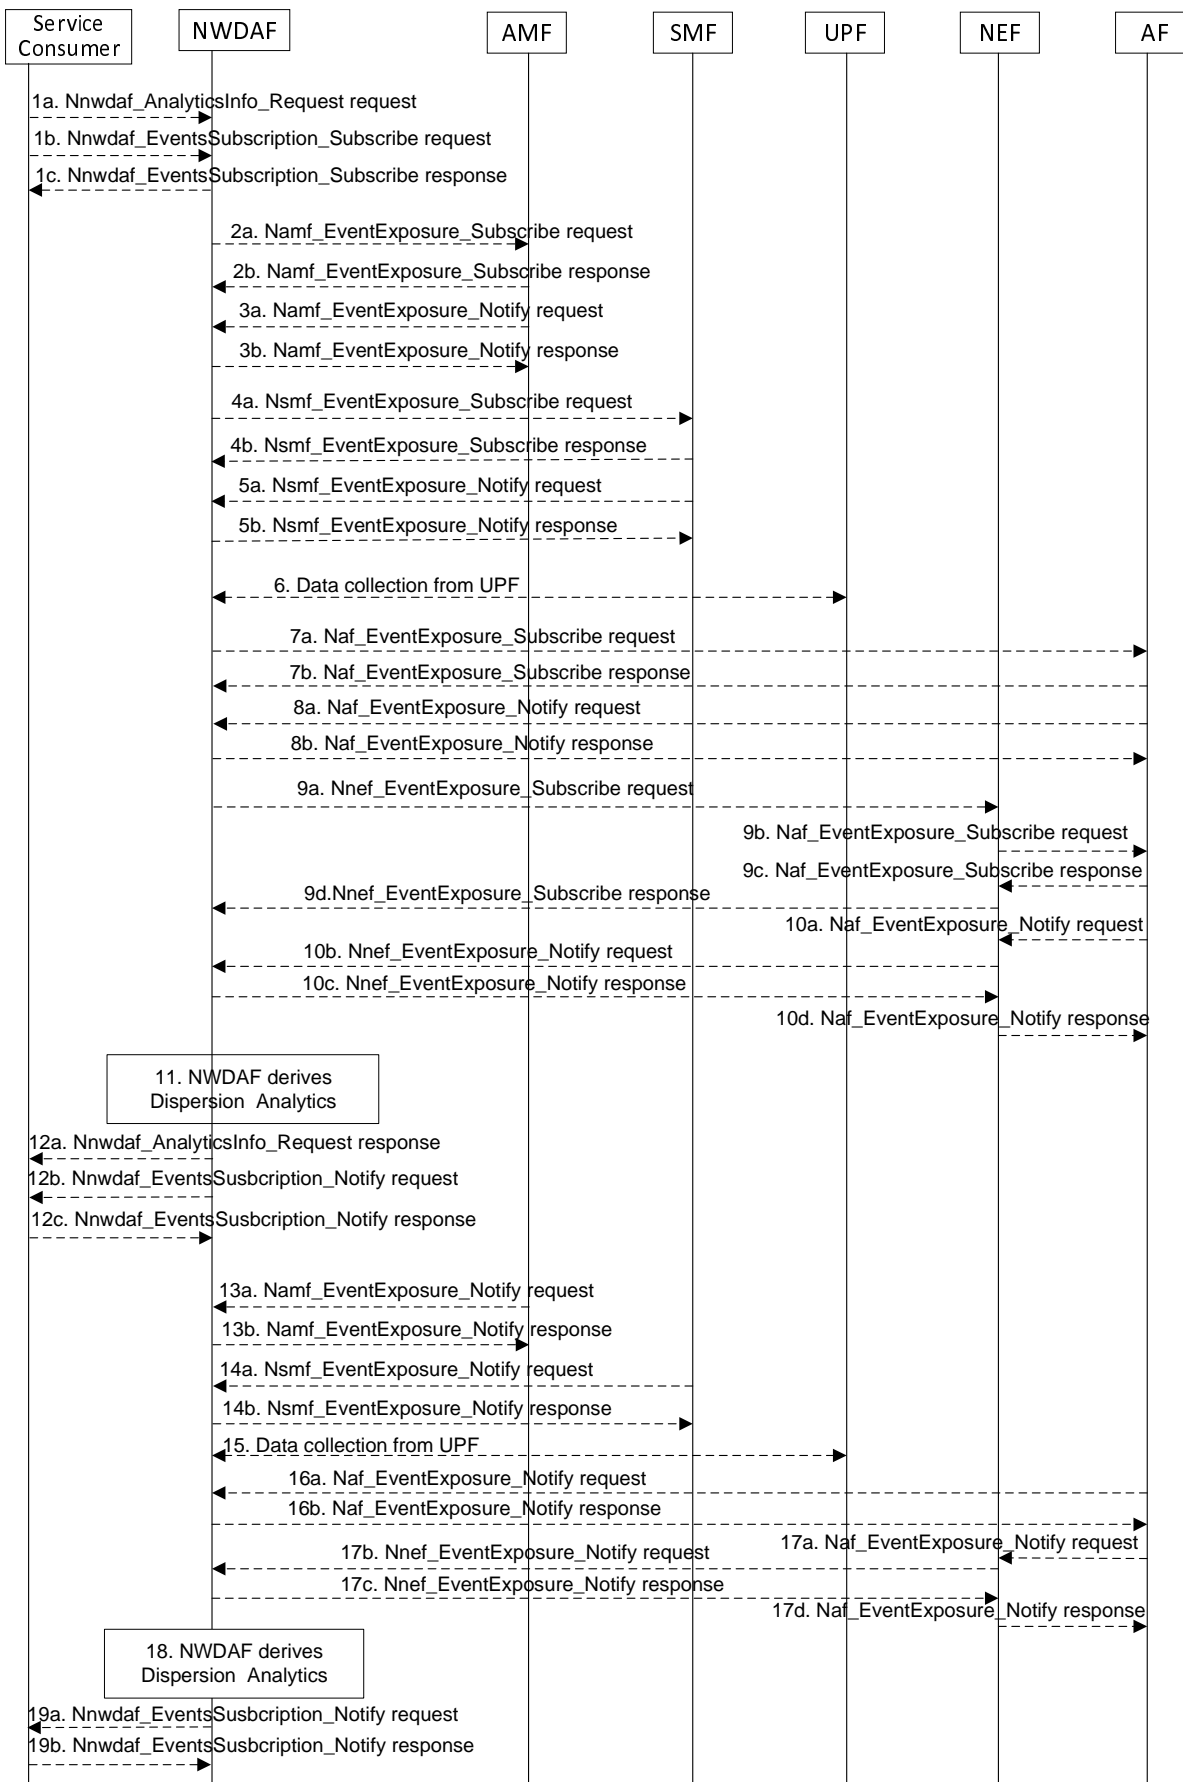 Service
Consumer
NWDAF
AMF
SMF
UPF
NEF
AF
1a. Nnwdaf_AnalyticsInfo_Request request
1b. Nnwdaf_EventsSubscription_Subscribe request
1c. Nnwdaf_EventsSubscription_Subscribe response
2a. Namf_EventExposure_Subscribe request
2b. Namf_EventExposure_Subscribe response
3a. Namf_EventExposure_Notify request
3b. Namf_EventExposure_Notify response
4a. Nsmf_EventExposure_Subscribe request
4b. Nsmf_EventExposure_Subscribe response
5a. Nsmf_EventExposure_Notify request
5b. Nsmf_EventExposure_Notify response
6. Data collection from UPF
7a. Naf_EventExposure_Subscribe request
7b. Naf_EventExposure_Subscribe response
8a. Naf_EventExposure_Notify request
8b. Naf_EventExposure_Notify response
9a. Nnef_EventExposure_Subscribe request
9b. Naf_EventExposure_Subscribe request
9c. Naf_EventExposure_Subscribe response
9d.Nnef_EventExposure_Subscribe response
10a. Naf_EventExposure_Notify request
10b. Nnef_EventExposure_Notify request
10c. Nnef_EventExposure_Notify response
10d. Naf_EventExposure_Notify response
11. NWDAF derives
Dispersion Analytics
12a. Nnwdaf_AnalyticsInfo_Request response
12b. Nnwdaf_EventsSusbcription_Notify request
12c. Nnwdaf_EventsSusbcription_Notify response
13a. Namf_EventExposure_Notify request
13b. Namf_EventExposure_Notify response
14a. Nsmf_EventExposure_Notify request
14b. Nsmf_EventExposure_Notify response
15. Data collection from UPF
16a. Naf_EventExposure_Notify request
16b. Naf_EventExposure_Notify response
17a. Naf_EventExposure_Notify request
17b. Nnef_EventExposure_Notify request
17c. Nnef_EventExposure_Notify response
17d. Naf_EventExposure_Notify response
18. NWDAF derives
Dispersion Analytics
19a. Nnwdaf_EventsSusbcription_Notify request
19b. Nnwdaf_EventsSusbcription_Notify response